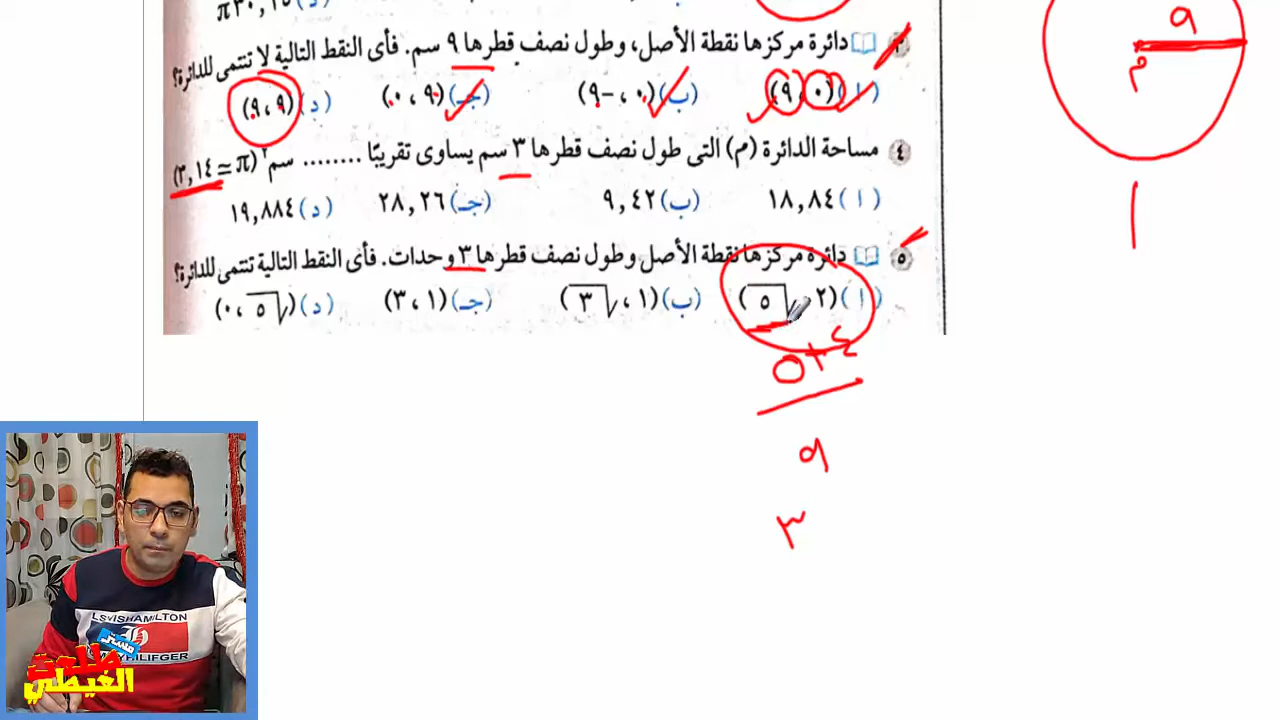 ٣ دائرة مركزها نقطة الأصل، وطول نصف قطرها ٩ سم. فأى النقط التالية لا تنتمى للدائرة؟
(أ) (٠، ٩) (ب) (٠، -٩) (جـ) (٩، ٠) (د) (٩، ٩)
٤ مساحة الدائرة (م) التى طول نصف قطرها ٣ سم يساوى تقريبًا ........ سم٢ (π ≃ ٣,١٤)
(أ) ١٨,٨٤ (ب) ٩,٤٢ (جـ) ٢٨,٢٦ (د) ١٩,٨٨٤
٥ دائرة مركزها نقطة الأصل وطول نصف قطرها ٣ وحدات. فأى النقط التالية تنتمى للدائرة؟
(أ) (٢، √٥) (ب) (١، √٣) (جـ) (١، ٣) (د) (√٥، ٠)
٤+٥
٩
٣
٩
م
LSVISHAMILTON
مستر
طلعت
الغيطي